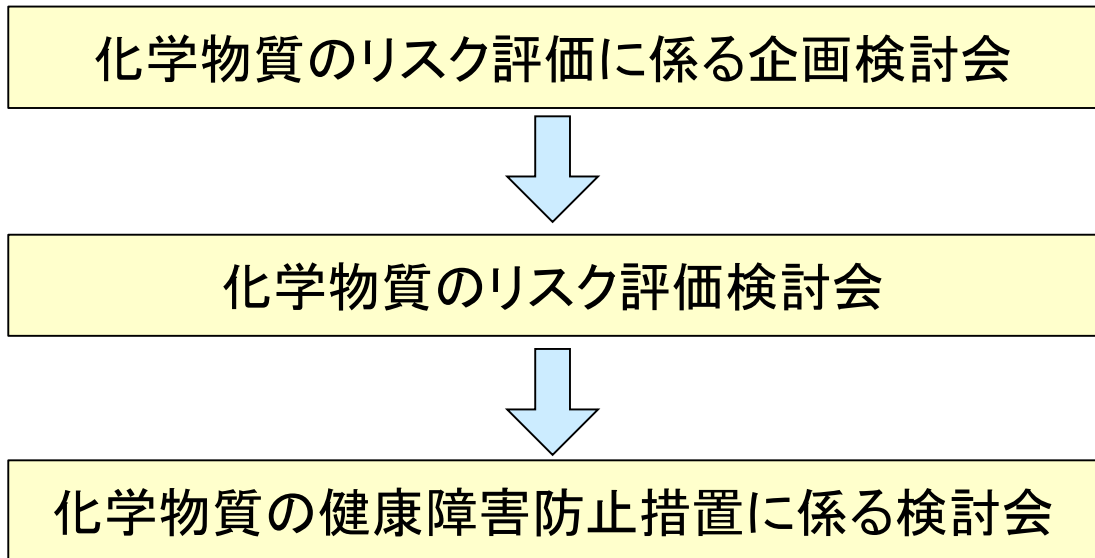 化学物質のリスク評価に係る企画検討会
化学物質のリスク評価検討会
化学物質の健康障害防止措置に係る検討会